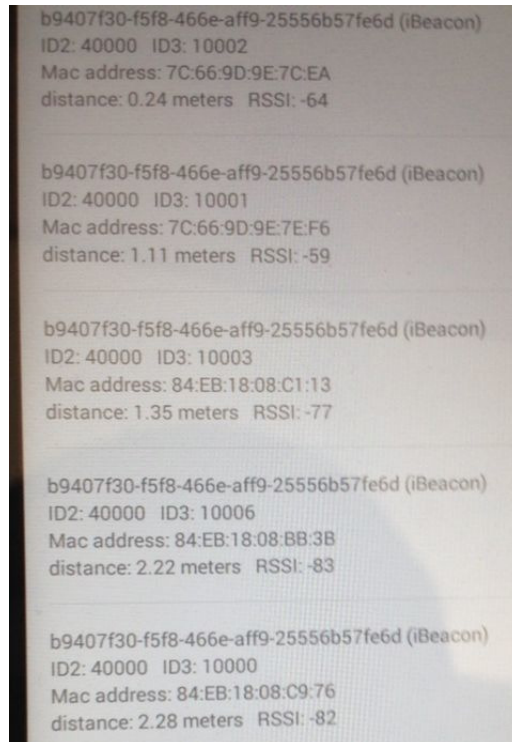 b9407f30-f5f8-466e-aff9-25556b57fe6d (iBeacon)
ID2: 40000 ID3: 10002
Mac address: 7C:66:9D:9E:7C:EA
distance: 0.24 meters RSSI: -64
b9407f30-f5f8-466e-aff9-25556b57fe6d (iBeacon)
ID2: 40000 ID3: 10001
Mac address: 7C:66:9D:9E:7E:F6
distance: 1.11 meters RSSI: -59
b9407f30-f5f8-466e-aff9-25556b57fe6d (iBeacon)
ID2: 40000 ID3: 10003
Mac address: 84:EB:18:08:C1:13
distance: 1.35 meters RSSI: -77
b9407f30-f5f8-466e-aff9-25556b57fe6d (iBeacon)
ID2: 40000 ID3: 10006
Mac address: 84:EB:18:08:BB:3B
distance: 2.22 meters RSSI: -83
b9407f30-f5f8-466e-aff9-25556b57fe6d (iBeacon)
ID2: 40000 ID3: 10000
Mac address: 84:EB:18:08:C9:76
distance: 2.28 meters RSSI: -82